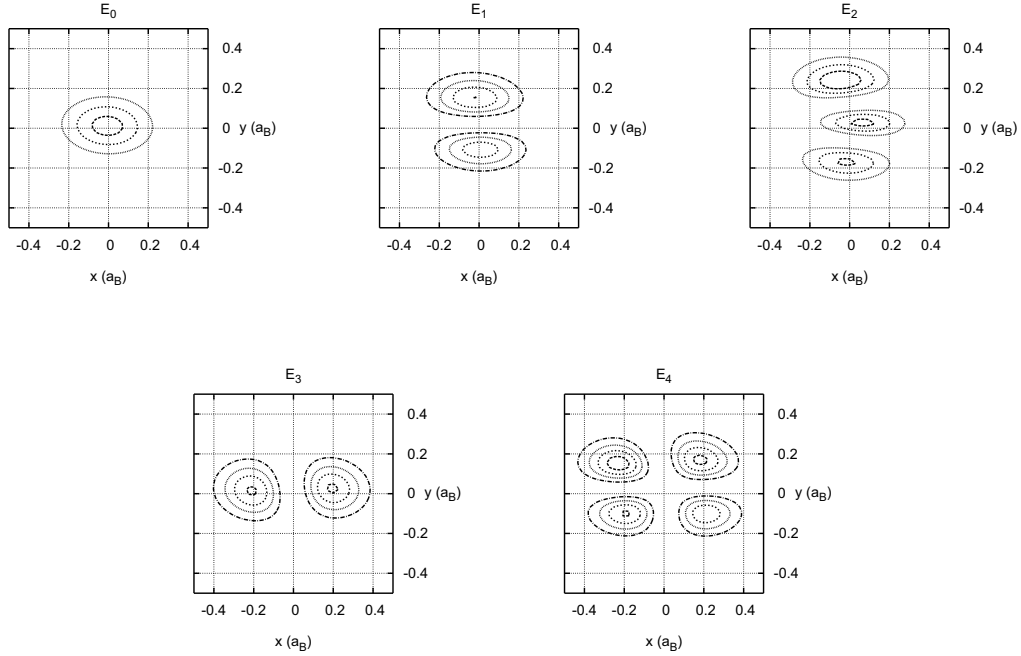 E0 E1 E2
0.4 0.4 0.4
0.2 0.2 0.2
0 y (aB) 0 y (aB) 0 y (aB)
-0.2 -0.2 -0.2
-0.4 -0.4 -0.4
-0.4 -0.2 0 0.2 0.4 -0.4 -0.2 0 0.2 0.4 -0.4 -0.2 0 0.2 0.4
x (aB) x (aB) x (aB)
E3 E4
0.4 0.4
0.2 0.2
0 y (aB) 0 y (aB)
-0.2 -0.2
-0.4 -0.4
-0.4 -0.2 0 0.2 0.4 -0.4 -0.2 0 0.2 0.4
x (aB) x (aB)